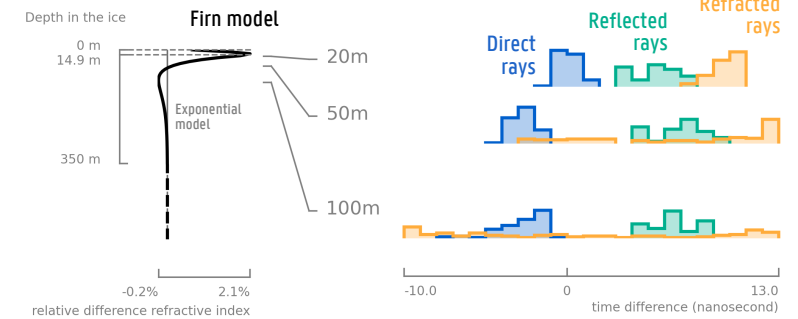 Depth in the ice
Firn model
0 m
14.9 m
Exponential
model
350 m
20m
50m
100m
-0.2%
2.1%
relative difference refractive index
Direct
rays
Reflected
rays
Refracted
rays
-10.0
0
13.0
time difference (nanosecond)